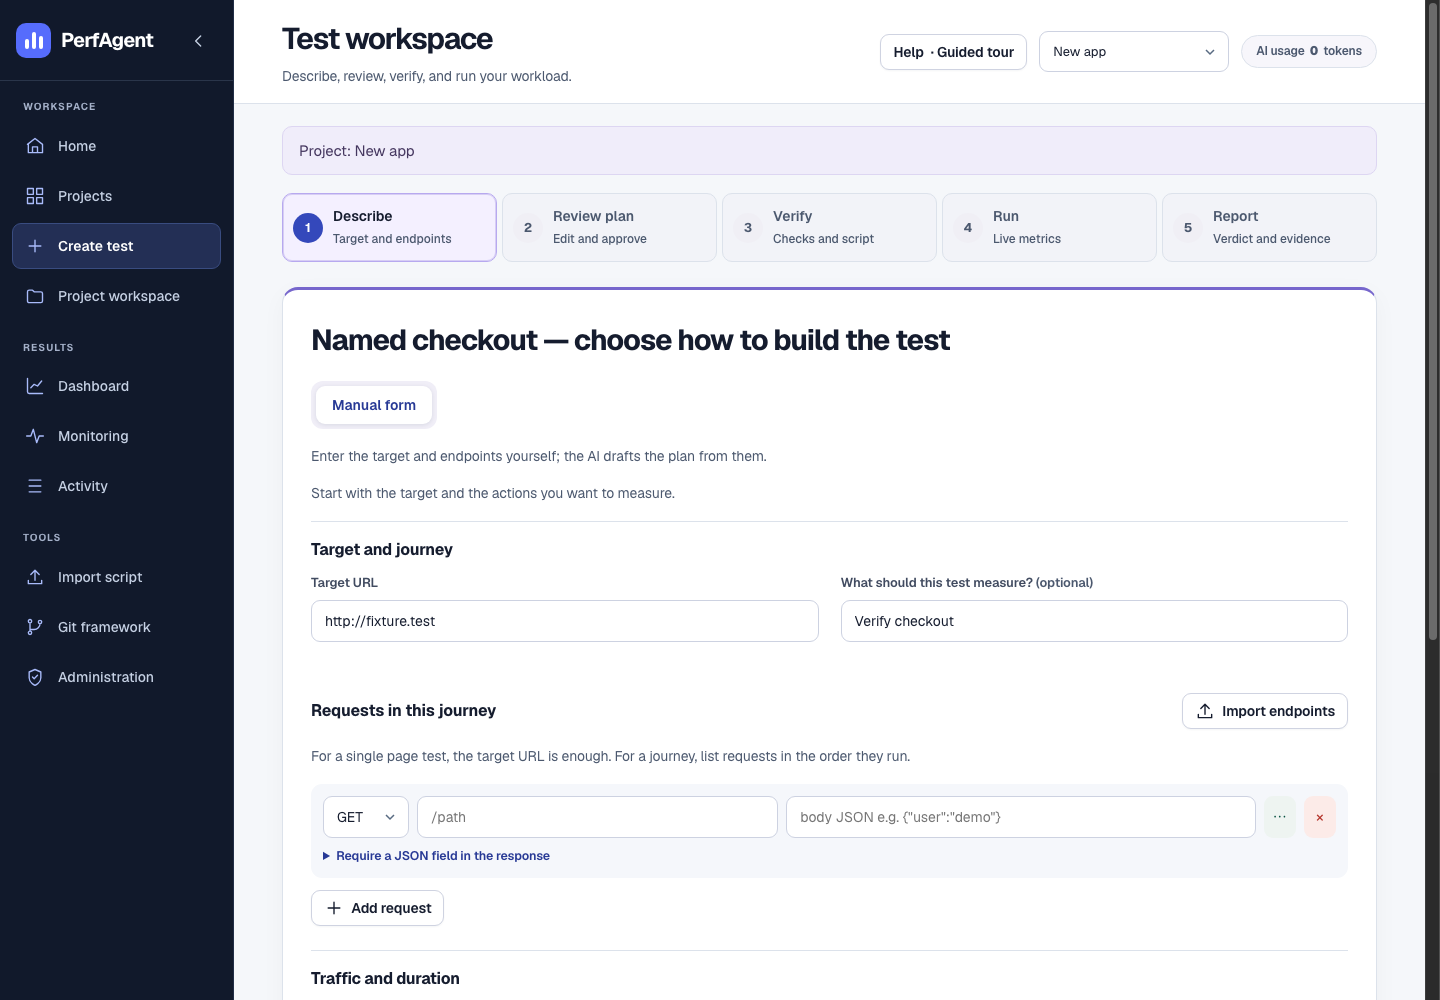 PerfAgent
WORKSPACE
Home
Projects
Create test
Project workspace
RESULTS
Dashboard
Monitoring
Activity
TOOLS
Import script
Git framework
Administration
Test workspace
Describe, review, verify, and run your workload.
Help · Guided tour
New app
AI usage 0 tokens
Project: New app
1 Describe
Target and endpoints
2 Review plan
Edit and approve
3 Verify
Checks and script
4 Run
Live metrics
5 Report
Verdict and evidence
Named checkout — choose how to build the test
Manual form
Enter the target and endpoints yourself; the AI drafts the plan from them.
Start with the target and the actions you want to measure.
Target and journey
Target URL
http://fixture.test
What should this test measure? (optional)
Verify checkout
Requests in this journey
Import endpoints
For a single page test, the target URL is enough. For a journey, list requests in the order they run.
GET
/path
body JSON e.g. {"user":"demo"}
...
×
Require a JSON field in the response
Add request
Traffic and duration